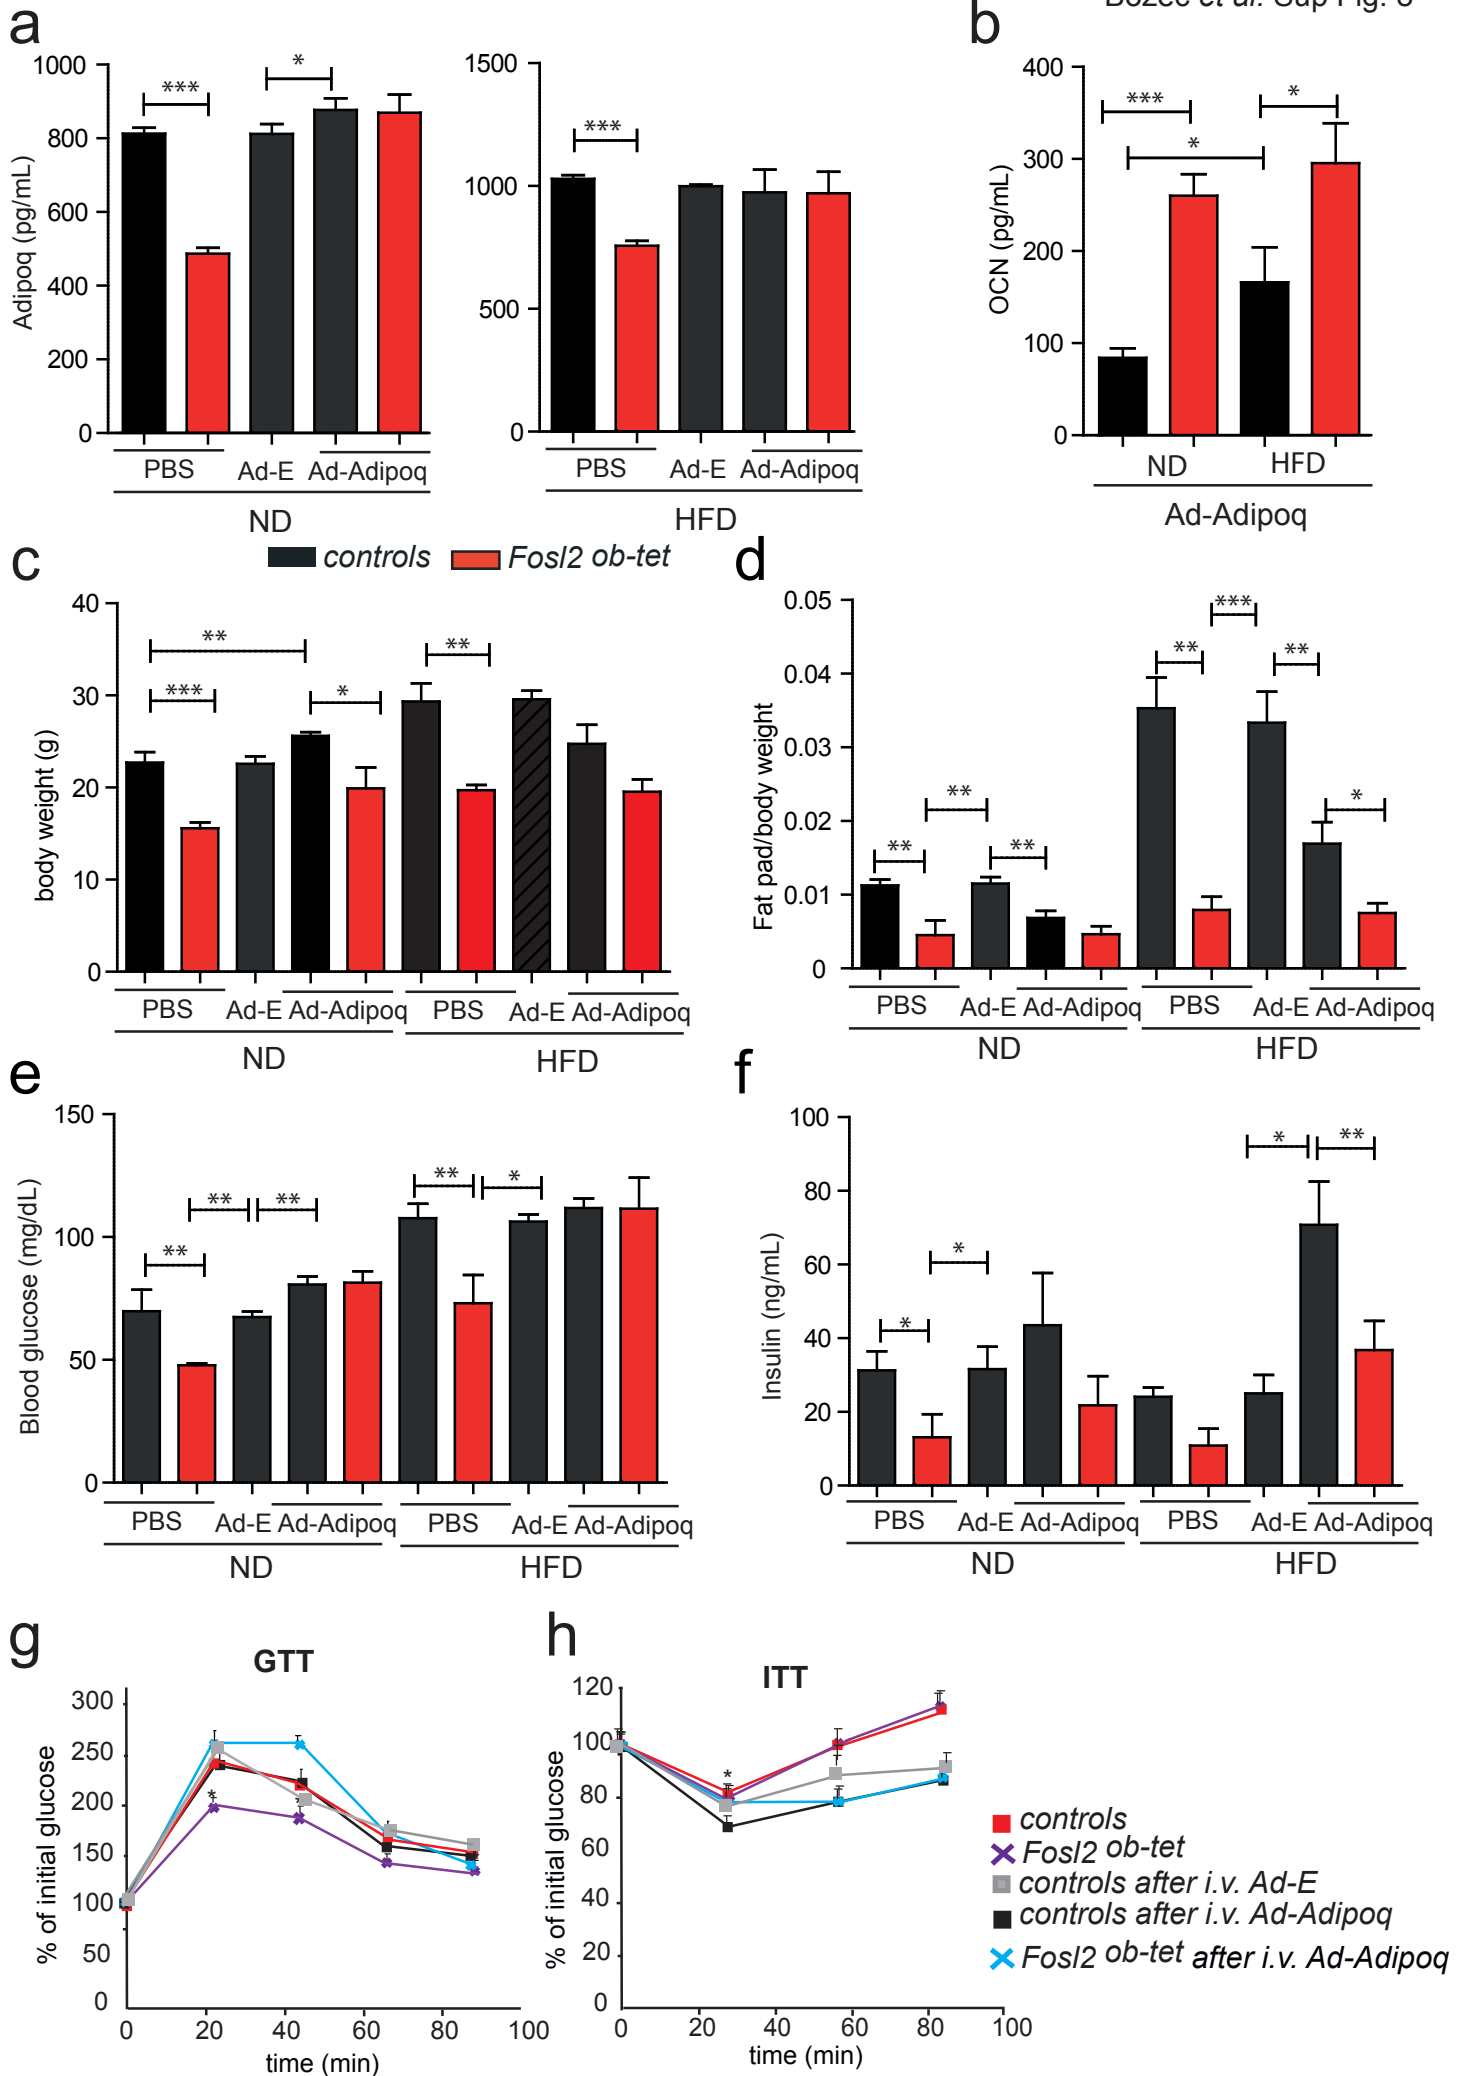 Bozec et al. Sup Fig.
a
1000
800
600
400
200
0
Adipoq (pg/mL)
***
*
PBS
Ad-E
Ad-Adipoq
ND
1500
1000
500
0
***
PBS
Ad-E
Ad-Adipoq
HFD
b
400
300
200
100
0
OCN (pg/mL)
***
*
*
ND
HFD
Ad-Adipoq
controls
Fosl2 ob-tet
c
40
30
20
10
0
body weight (g)
**
***
*
**
PBS
Ad-E
Ad-Adipoq
PBS
Ad-E
Ad-Adipoq
ND
HFD
d
0.05
0.04
0.03
0.02
0.01
0
Fat pad/body weight
**
**
**
**
***
**
*
PBS
Ad-E
Ad-Adipoq
PBS
Ad-E
Ad-Adipoq
ND
HFD
e
150
100
50
0
Blood glucose (mg/dL)
**
**
**
**
*
PBS
Ad-E
Ad-Adipoq
PBS
Ad-E
Ad-Adipoq
ND
HFD
f
100
80
60
40
20
0
Insulin (ng/mL)
*
*
*
**
PBS
Ad-E
Ad-Adipoq
PBS
Ad-E
Ad-Adipoq
ND
HFD
g
GTT
300
250
200
150
100
50
0
% of initial glucose
*
*
0
20
40
60
80
100
time (min)
h
ITT
120
100
80
60
40
20
0
% of initial glucose
*
0
20
40
60
80
100
time (min)
controls
Fosl2 ob-tet
controls after i.v. Ad-E
controls after i.v. Ad-Adipoq
Fosl2 ob-tet after i.v. Ad-Adipoq